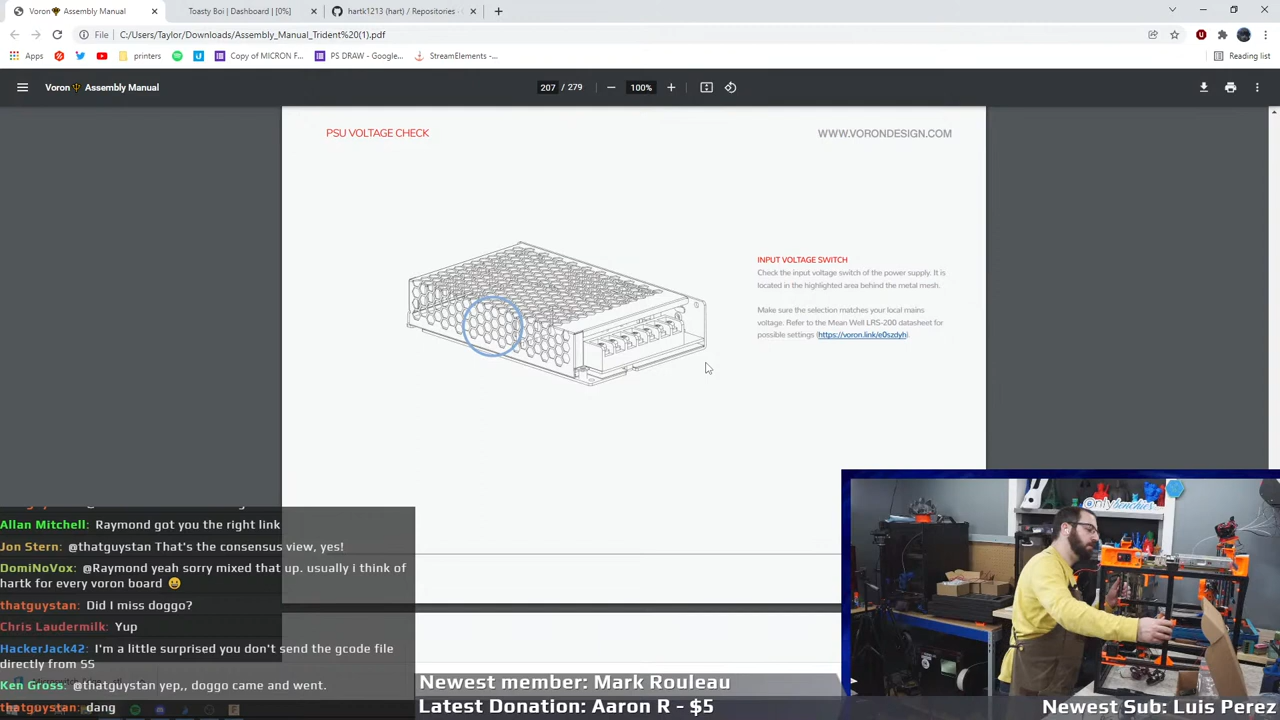 Voron Assembly Manual
Toasty Boi | Dashboard | [0%]
hartk1213 (hart) / Repositories
File
C:/Users/Taylor/Downloads/Assembly_Manual_Trident%20(1).pdf
Apps
printers
Copy of MICRON F...
PS DRAW - Google...
StreamElements -...
Reading list
Voron Assembly Manual
207 / 279
100%
PSU VOLTAGE CHECK
WWW.VORONDESIGN.COM
INPUT VOLTAGE SWITCH
Check the input voltage switch of the power supply. It is
located in the highlighted area behind the metal mesh.
Make sure the selection matches your local mains
voltage. Refer to the Mean Well LRS-200 datasheet for
possible settings (https://voron.link/e0szdyh).
Allan Mitchell: Raymond got you the right link
Jon Stern: @thatguystan That's the consensus view, yes!
DomiNoVox: @Raymond yeah sorry mixed that up. usually i think of
hartk for every voron board 😀
thatguystan: Did I miss doggo?
Chris Laudermilk: Yup
HackerJack42: I'm a little surprised you don't send the gcode file
directly from SS
Ken Gross: @thatguystan yep,, doggo came and went.
thatguystan: dang
Onlybenchies
Newest member: Mark Rouleau
Latest Donation: Aaron R - $5
Newest Sub: Luis Perez